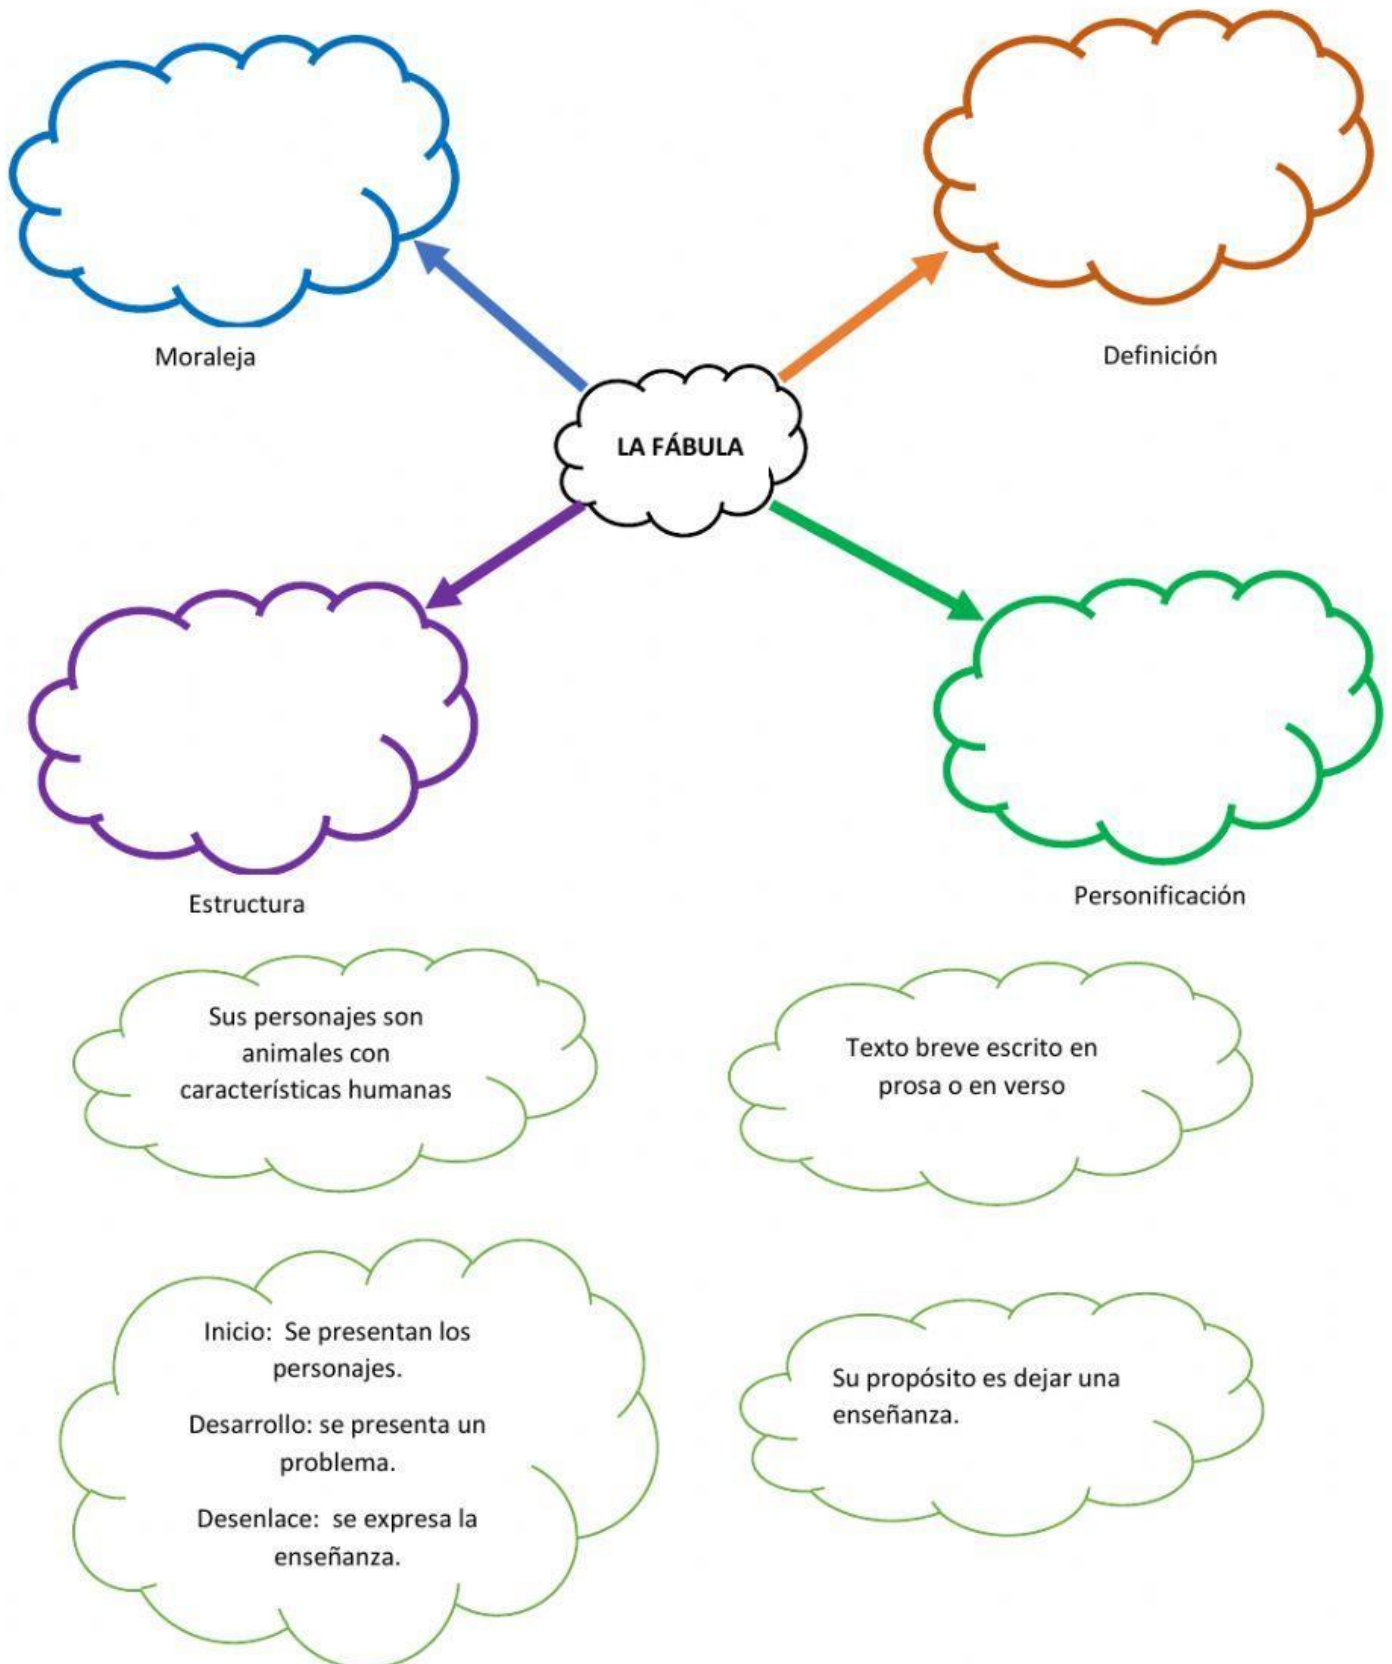 Moraleja
Definición
LA FÁBULA
Estructura
Personificación
Sus personajes son
animales con
características humanas
Texto breve escrito en
prosa o en verso
Inicio:  Se presentan los
personajes.
Desarrollo: se presenta un
problema.
Desenlace:  se expresa la
enseñanza.
Su propósito es dejar una
enseñanza.